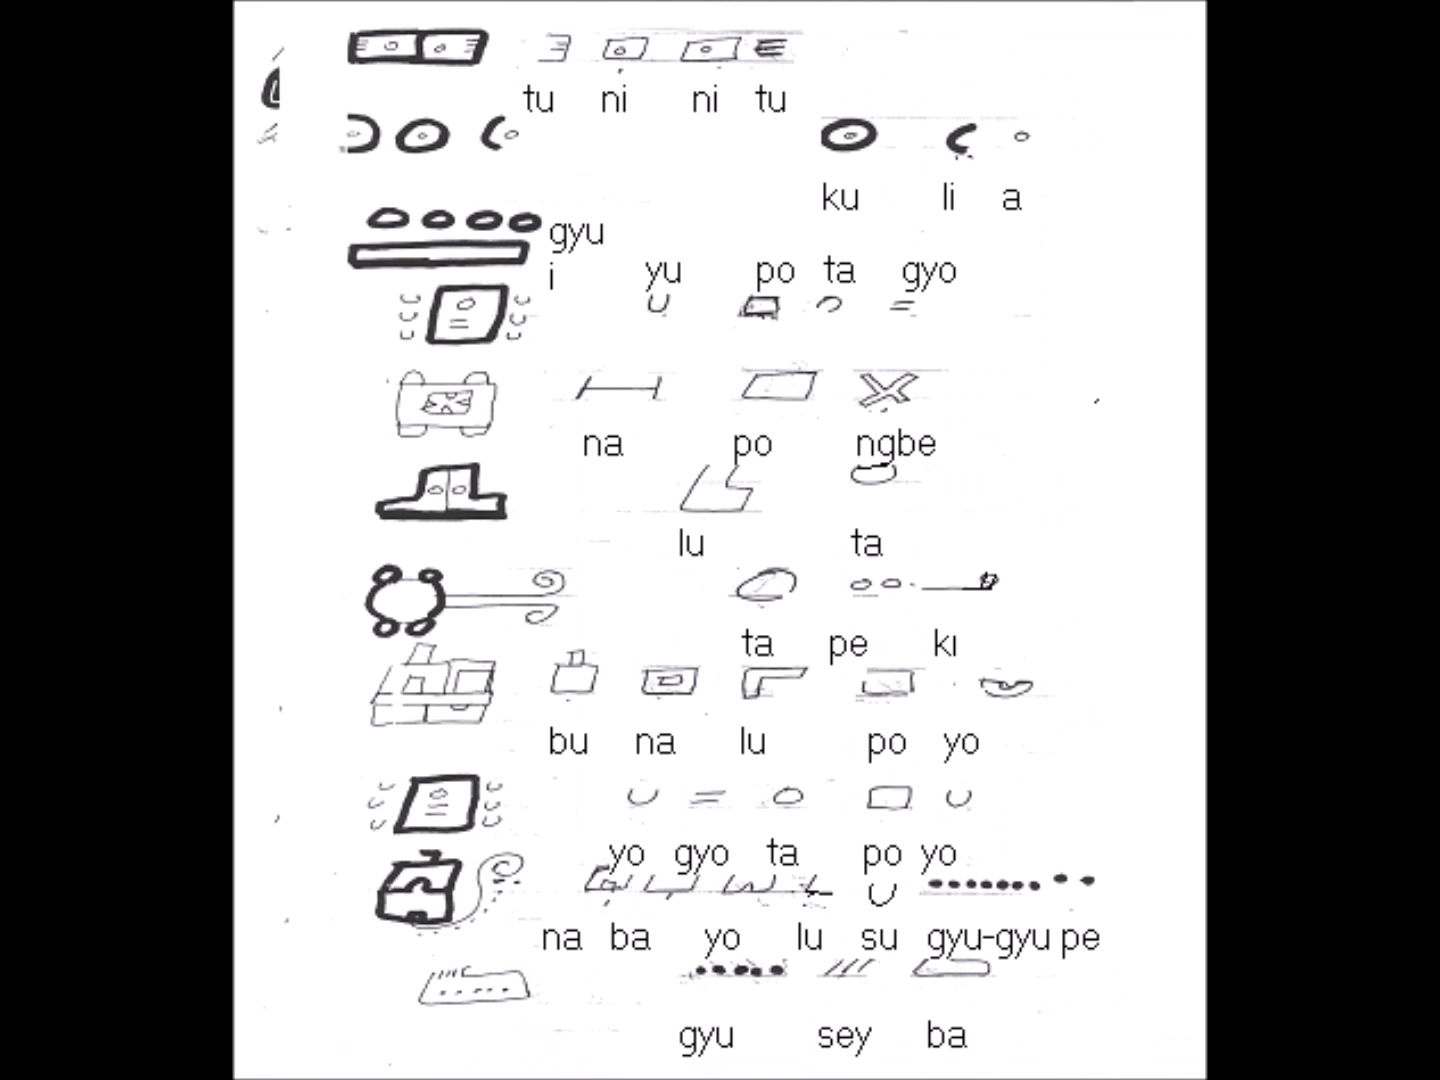 tu ni ni tu
ku li a
gyu
i yu po ta gyo
na po ngbe
lu ta
ta pe kı
bu na lu po yo
yo gyo ta po yo
na ba yo lu su gyu-gyu pe
gyu sey ba